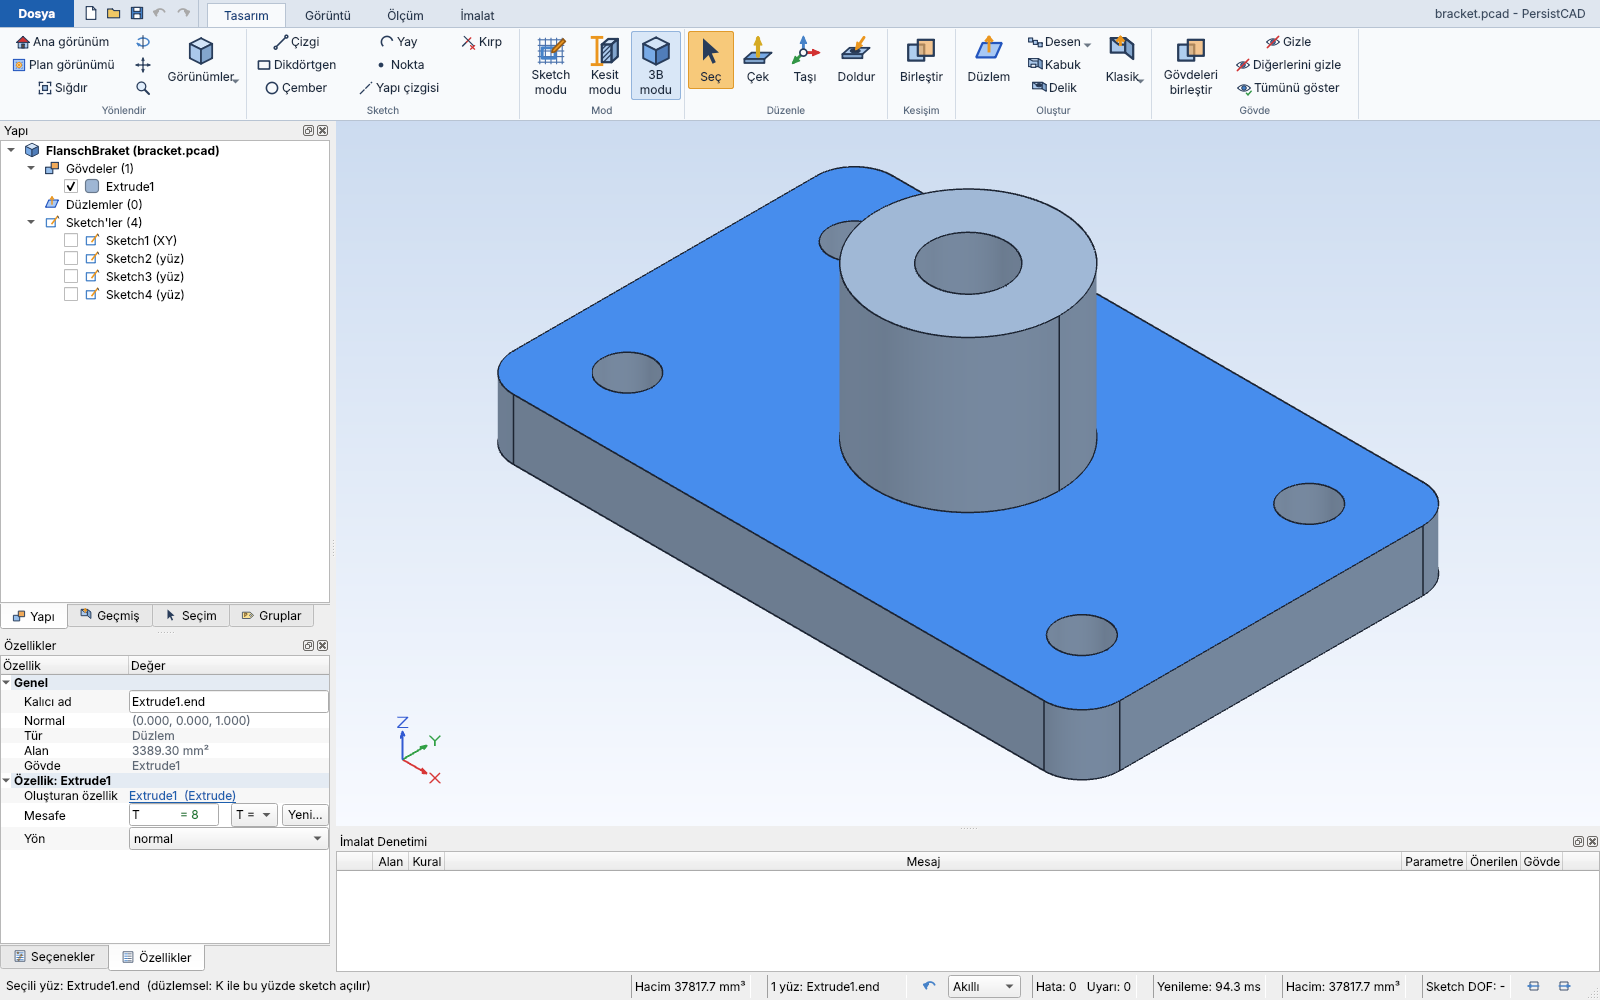 Dosya
Tasarım
Görüntü
Ölçüm
İmalat
bracket.pcad - PersistCAD
Ana görünüm
Plan görünümü
Sığdır
Görünümler
Yönlendir
Çizgi
Dikdörtgen
Çember
Yay
Nokta
Yapı çizgisi
Kırp
Sketch
Sketch modu
Kesit modu
3B modu
Mod
Seç
Çek
Taşı
Doldur
Düzenle
Birleştir
Kesişim
Düzlem
Desen
Kabuk
Delik
Klasik
Oluştur
Gövdeleri birleştir
Gizle
Diğerlerini gizle
Tümünü göster
Gövde
Yapı
FlanschBraket (bracket.pcad)
Gövdeler (1)
Extrude1
Düzlemler (0)
Sketch'ler (4)
Sketch1 (XY)
Sketch2 (yüz)
Sketch3 (yüz)
Sketch4 (yüz)
Yapı
Geçmiş
Seçim
Gruplar
Özellikler
Özellik
Değer
Genel
Kalıcı ad
Extrude1.end
Normal
(0.000, 0.000, 1.000)
Tür
Düzlem
Alan
3389.30 mm²
Gövde
Extrude1
Özellik: Extrude1
Oluşturan özellik
Extrude1 (Extrude)
Mesafe
T = 8
T =
Yeni...
Yön
normal
Seçenekler
Özellikler
Z
Y
X
İmalat Denetimi
Alan
Kural
Mesaj
Parametre
Önerilen
Gövde
Seçili yüz: Extrude1.end (düzlemsel: K ile bu yüzde sketch açılır)
Hacim 37817.7 mm³
1 yüz: Extrude1.end
Akıllı
Hata: 0
Uyarı: 0
Yenileme: 94.3 ms
Hacim: 37817.7 mm³
Sketch DOF: -